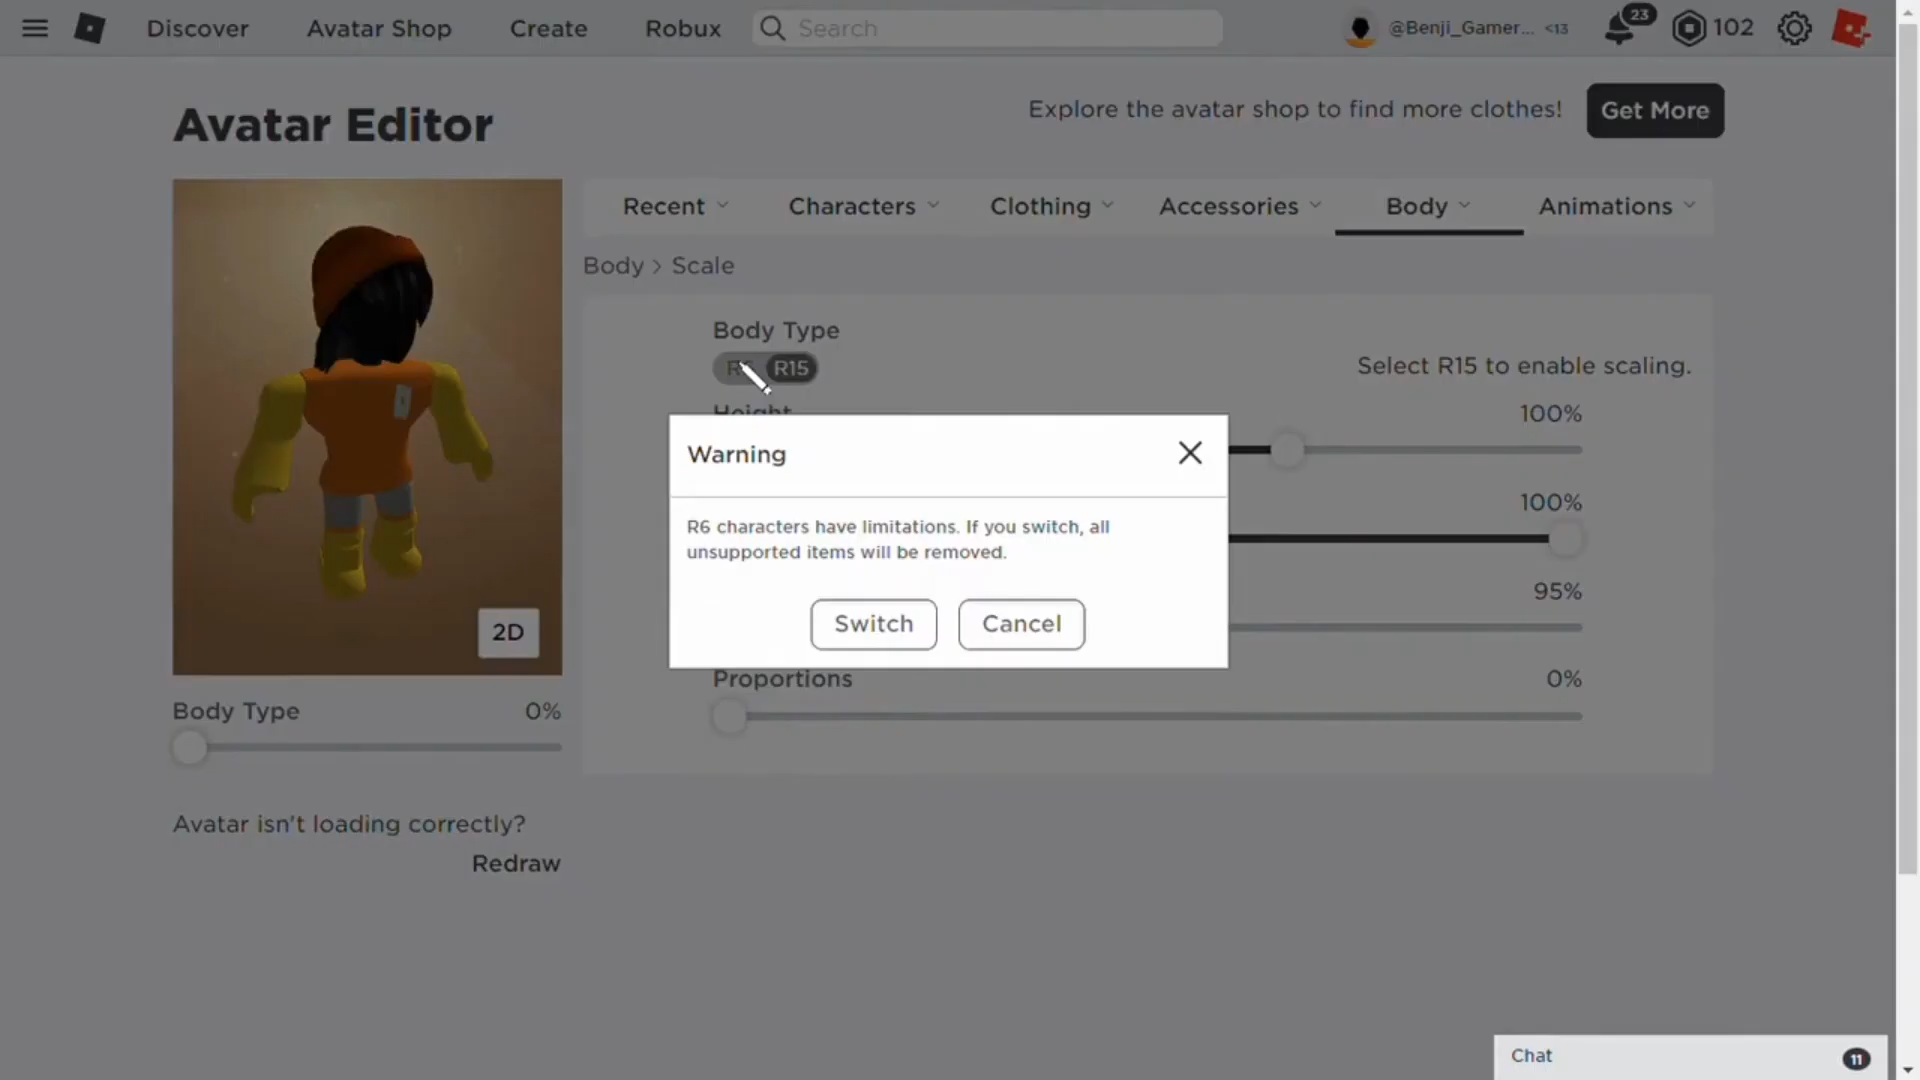 Discover
Avatar Shop
Create
Robux
Search
@Benji_Gamer... <13
23
102
Avatar Editor
Explore the avatar shop to find more clothes!
Get More
Recent
Characters
Clothing
Accessories
Body
Animations
Body > Scale
Body Type
R15
Select R15 to enable scaling.
Height
100%
Warning
R6 characters have limitations. If you switch, all
unsupported items will be removed.
Switch
Cancel
100%
95%
2D
Proportions
0%
Body Type
0%
Avatar isn't loading correctly?
Redraw
Chat
11